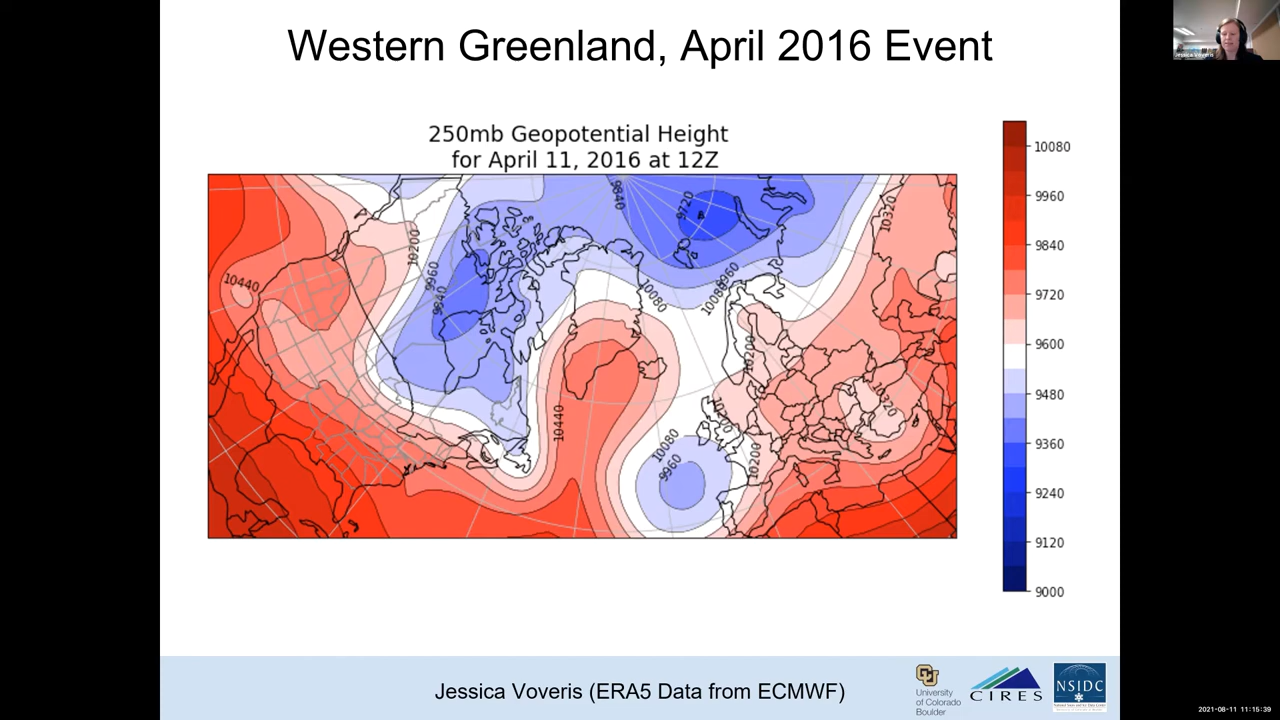 Western Greenland, April 2016 Event
Jessica Voveris
250mb Geopotential Height
for April 11, 2016 at 12Z
9840
9720
10320
10200
9960
9840
10440
10080
10080
9960
10200
10440
10080
9960
10200
10200
10320
10080
9960
9840
9720
9600
9480
9360
9240
9120
9000
Jessica Voveris (ERA5 Data from ECMWF)
CU
University
of Colorado
Boulder
CIRES
NSIDC
2021-08-11 11:15:39